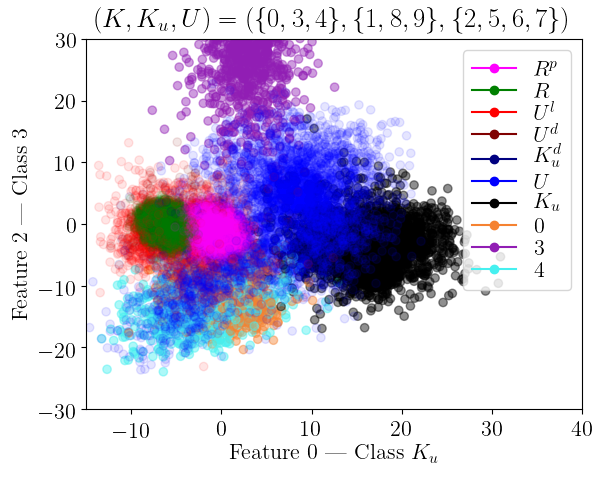 (K, K_u, U) = ({0, 3, 4}, {1, 8, 9}, {2, 5, 6, 7})
30
20
10
0
−10
−20
−30
Feature 2 — Class 3
R^p
R
U^l
U^d
K_u^d
U
K_u
0
3
4
−10 0 10 20 30 40
Feature 0 — Class K_u